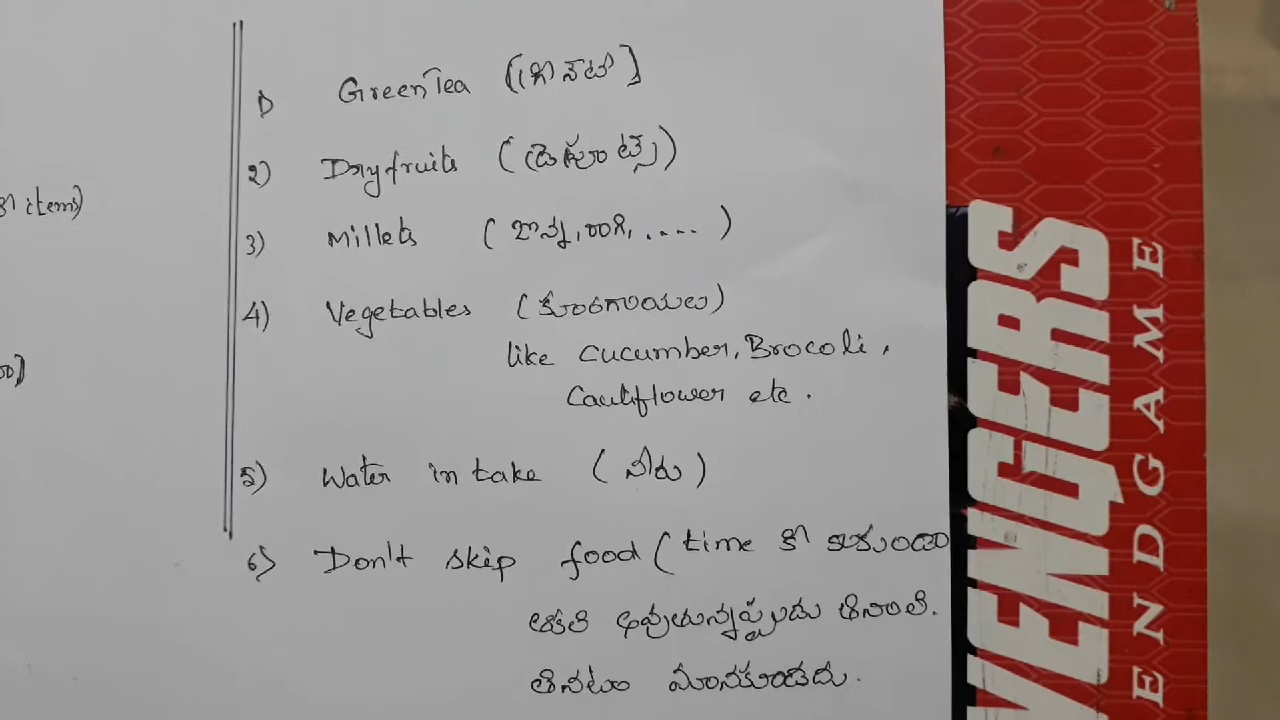 కా items)
1) Green Tea (గ్రీన్ టీ)
2) Dryfruits (డ్రైఫ్రూట్స్)
3) Millets (జొన్న, రాగి, .....)
4) Vegetables (కూరగాయలు)
like cucumber, Brocoli,
Cauliflower etc.
5) Water in take (నీరు)
6) Don't skip food (time కి కాకుండా
ఆకలి అవుతున్నప్పుడు తినాలి.
తినటం మానకూడదు.
VENGERS
ENDGAME